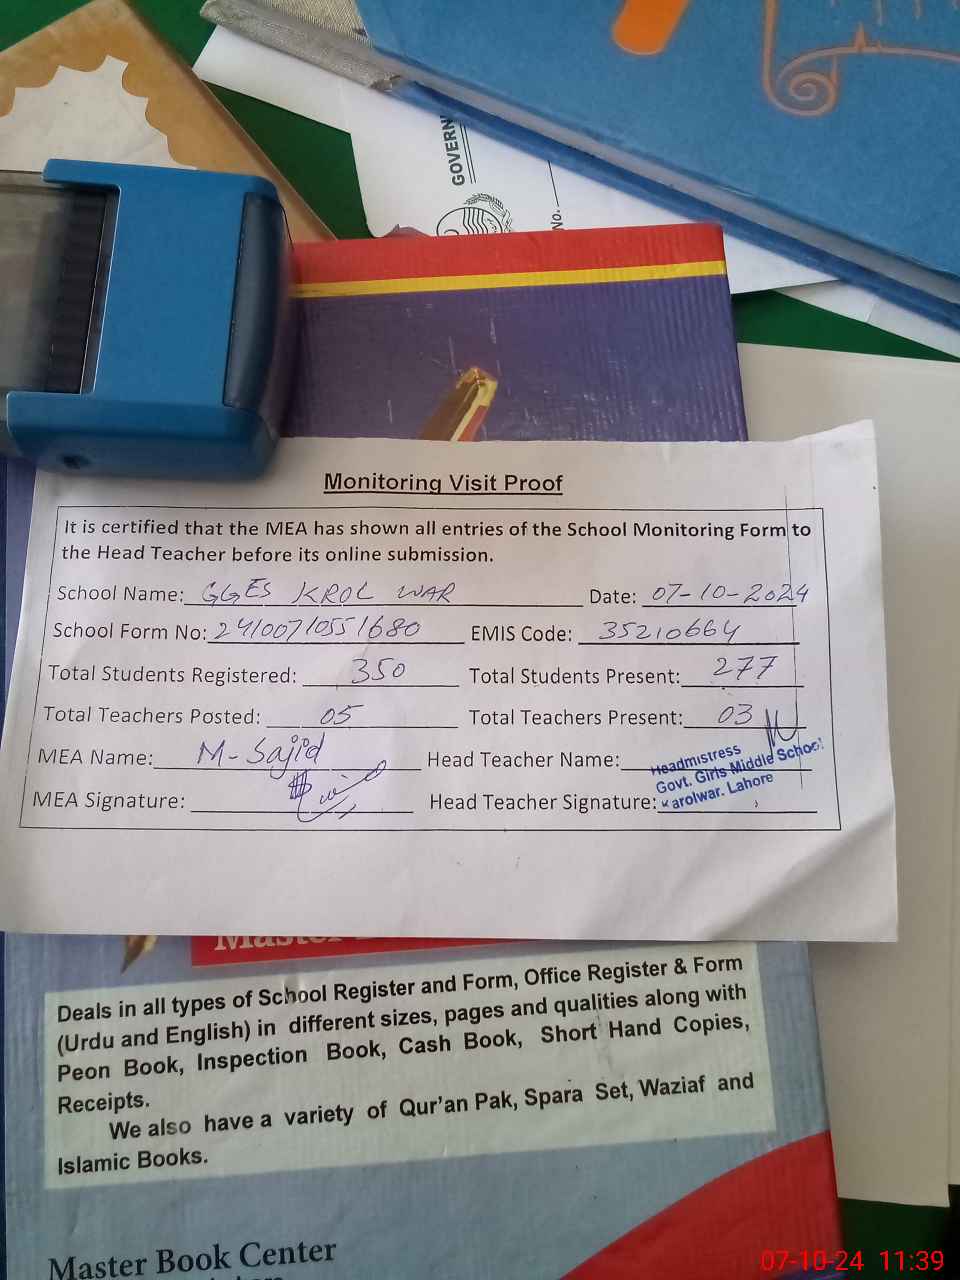 GOVERN
No.
Monitoring Visit Proof
It is certified that the MEA has shown all entries of the School Monitoring Form to
the Head Teacher before its online submission.
School Name: GGES KROL WAR Date: 07-10-2024
School Form No: 24100710551680 EMIS Code: 35210664
Total Students Registered: 350 Total Students Present: 277
Total Teachers Posted: 05 Total Teachers Present: 03
MEA Name: M-Sajid Head Teacher Name:
Headmistress
Govt. Girls Middle School
Karolwar. Lahore
MEA Signature: Head Teacher Signature:
Deals in all types of School Register and Form, Office Register & Form
(Urdu and English) in different sizes, pages and qualities along with
Peon Book, Inspection Book, Cash Book, Short Hand Copies,
Receipts.
We also have a variety of Qur'an Pak, Spara Set, Waziaf and
Islamic Books.
Master Book Center
07-10-24 11:39